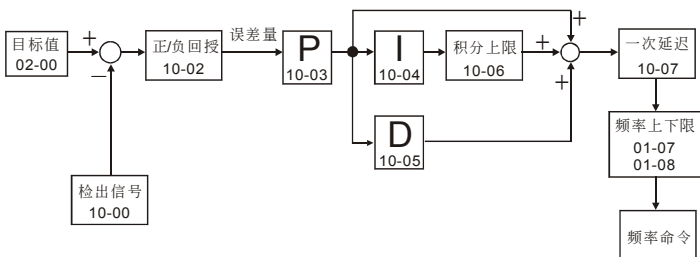 目标值
02-00
+
−
正/负回授
10-02
误差量
P
10-03
I
10-04
积分上限
10-06
D
10-05
+
+
+
一次延迟
10-07
频率上下限
01-07
01-08
频率命令
检出信号
10-00